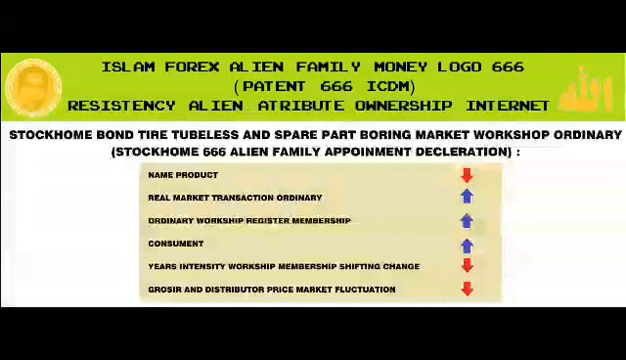 ISLAM FOREX ALIEN FAMILY MONEY LOGO 666
(PATENT 666 ICDM)
RESISTENCY ALIEN ATRIBUTE OWNERSHIP INTERNET
الله
STOCKHOME BOND TIRE TUBELESS AND SPARE PART BORING MARKET WORKSHOP ORDINARY
(STOCKHOME 666 ALIEN FAMILY APPOINMENT DECLERATION) :
NAME PRODUCT
REAL MARKET TRANSACTION ORDINARY
ORDINARY WORKSHIP REGISTER MEMBERSHIP
CONSUMENT
YEARS INTENSITY WORKSHIP MEMBERSHIP SHIFTING CHANGE
GROSIR AND DISTRIBUTOR PRICE MARKET FLUCTUATION